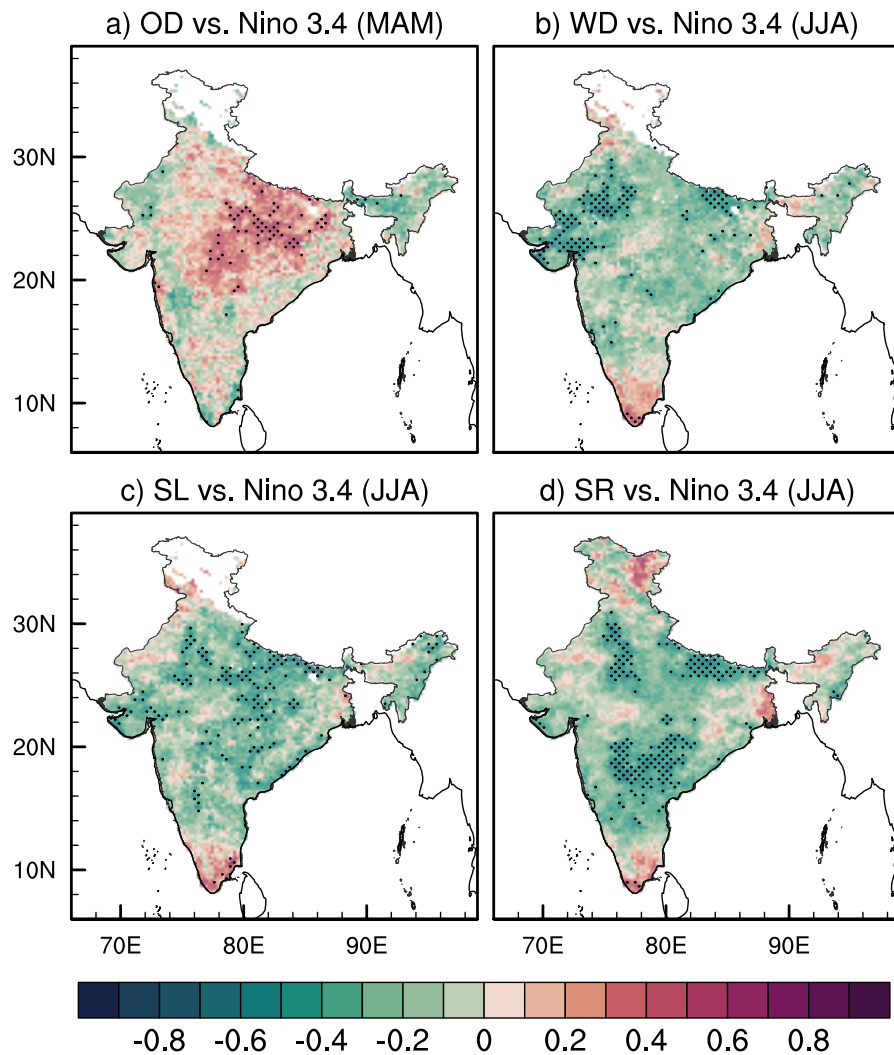 a) OD vs. Nino 3.4 (MAM)
b) WD vs. Nino 3.4 (JJA)
30N
20N
10N
c) SL vs. Nino 3.4 (JJA)
d) SR vs. Nino 3.4 (JJA)
30N
20N
10N
70E 80E 90E
70E 80E 90E
-0.8 -0.6 -0.4 -0.2 0 0.2 0.4 0.6 0.8